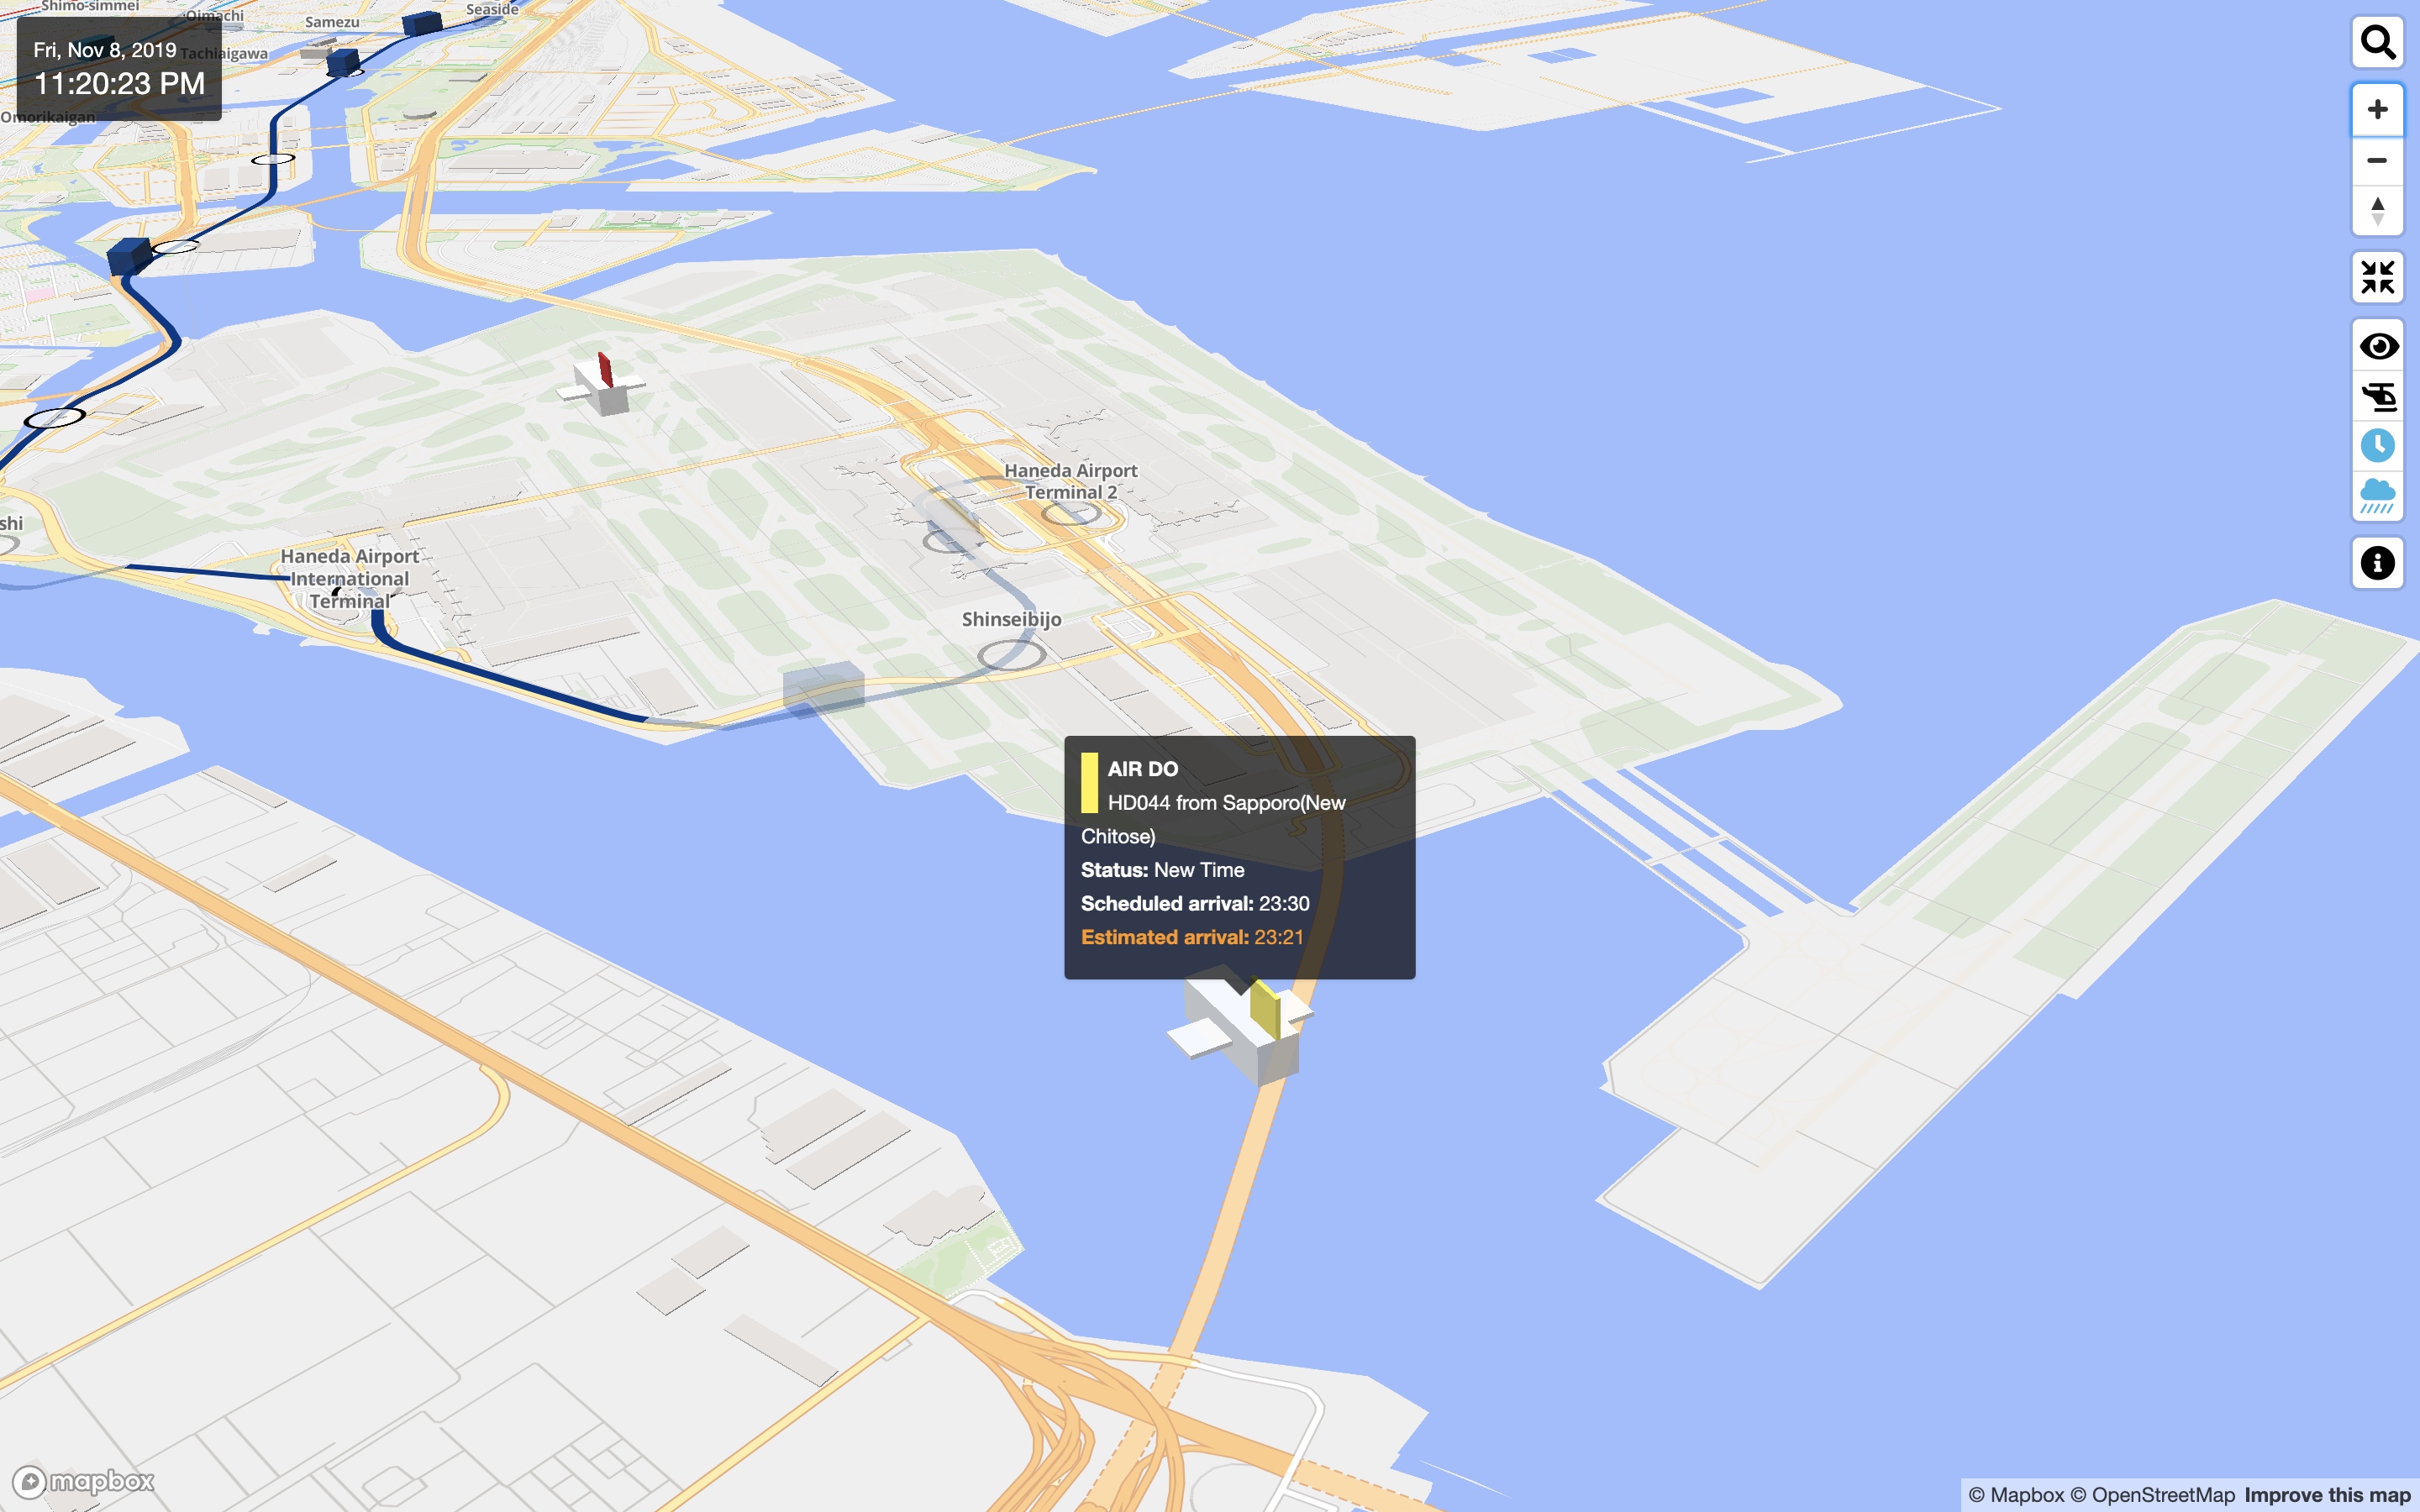 Shimo-simmei
Oimachi
Samezu
Seaside
Fri, Nov 8, 2019
Tachiaigawa
11:20:23 PM
Omorikaigan
Haneda Airport
Terminal 2
shi
Haneda Airport
International
Terminal
Shinseibijo
AIR DO
HD044 from Sapporo(New
Chitose)
Status: New Time
Scheduled arrival: 23:30
Estimated arrival: 23:21
mapbox
© Mapbox © OpenStreetMap Improve this map